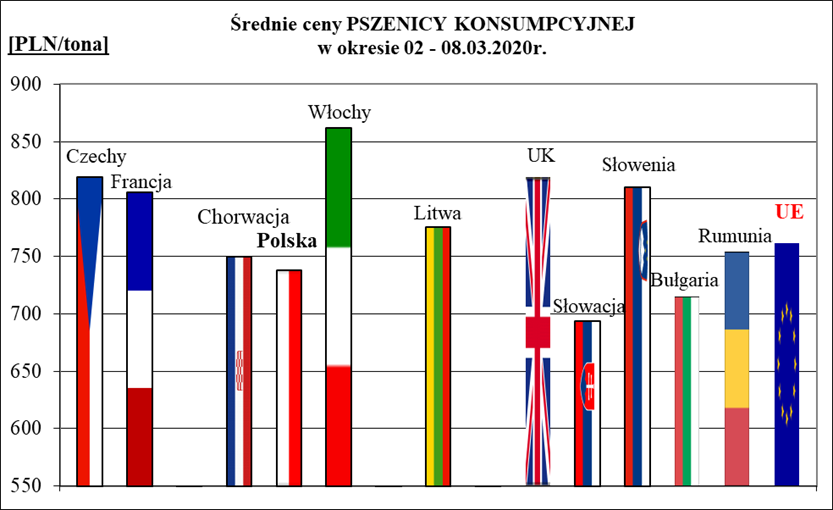 Średnie ceny PSZENICY KONSUMPCYJNEJ
w okresie 02 - 08.03.2020r.
[PLN/tona]
900
850
800
750
700
650
600
550
Czechy
Francja
Chorwacja
Polska
Włochy
Litwa
UK
Słowacja
Słowenia
Bułgaria
Rumunia
UE